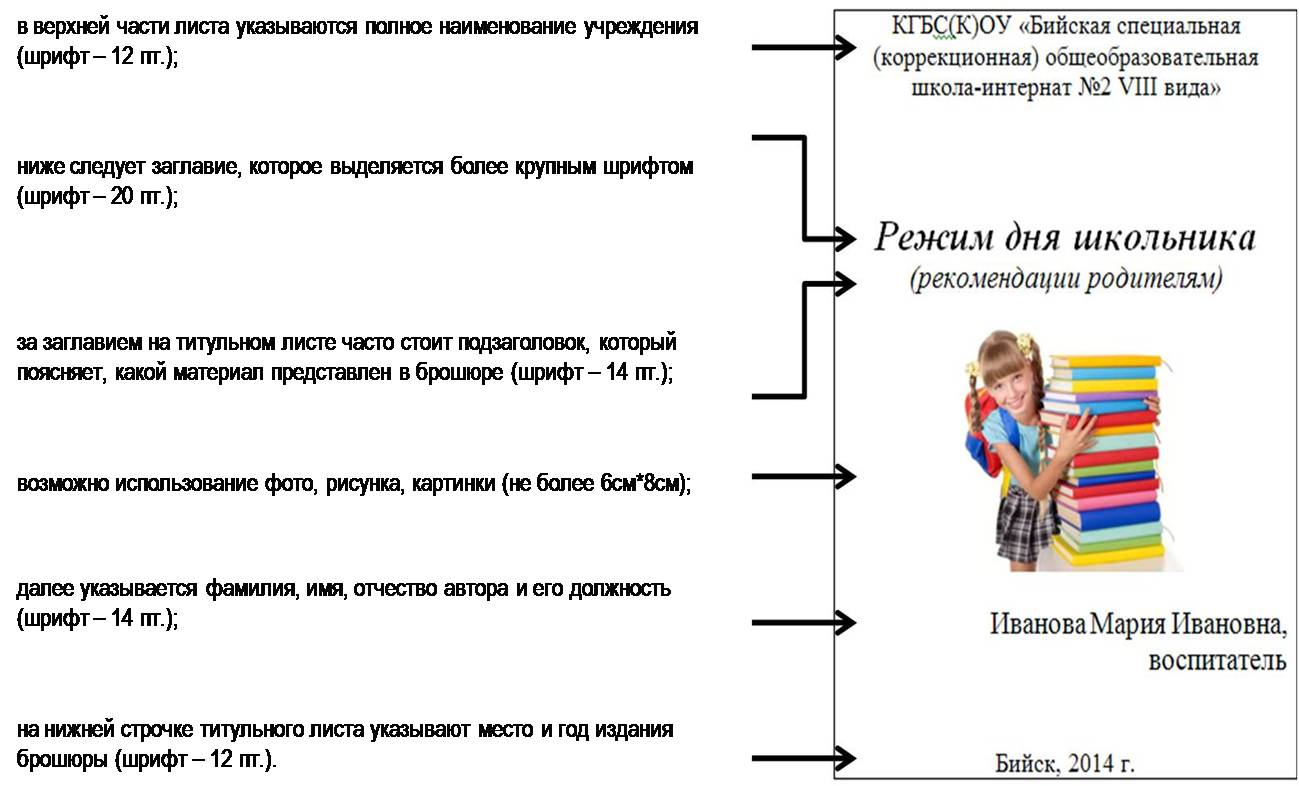 в верхней части листа указываются полное наименование учреждения
(шрифт – 12 пт.);
ниже следует заглавие, которое выделяется более крупным шрифтом
(шрифт – 20 пт.);
за заглавием на титульном листе часто стоит подзаголовок, который
поясняет, какой материал представлен в брошюре (шрифт – 14 пт.);
возможно использование фото, рисунка, картинки (не более 6см*8см);
далее указывается фамилия, имя, отчество автора и его должность
(шрифт – 14 пт.);
на нижней строчке титульного листа указывают место и год издания
брошюры (шрифт – 12 пт.).
КГБС(К)ОУ «Бийская специальная
(коррекционная) общеобразовательная
школа-интернат №2 VIII вида»
Режим дня школьника
(рекомендации родителям)
Иванова Мария Ивановна,
воспитатель
Бийск, 2014 г.